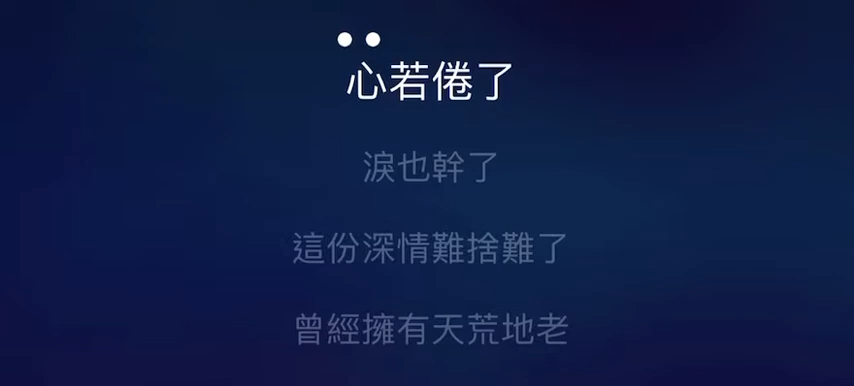 心若倦了
淚也幹了
這份深情難捨難了
曾經擁有天荒地老